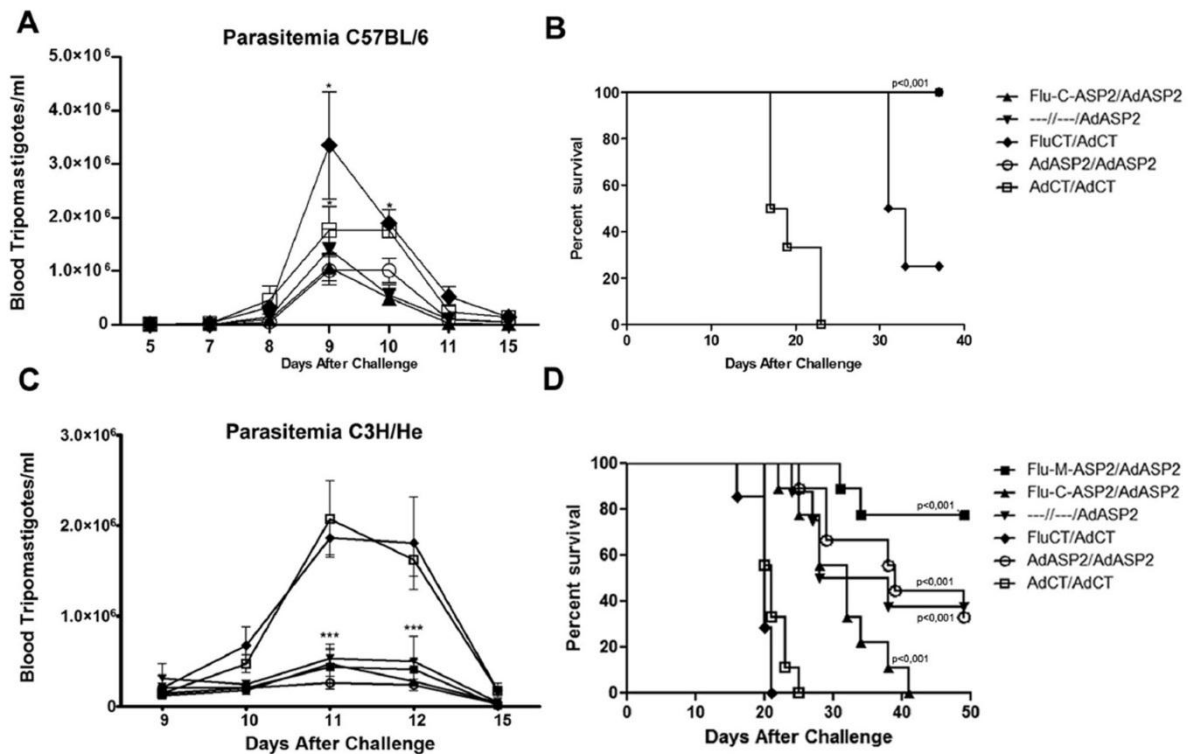 A
Parasitemia C57BL/6
Blood Tripomastigotes/ml
5.0×10⁶
4.0×10⁶
3.0×10⁶
2.0×10⁶
1.0×10⁶
0
*
*
*
5 7 8 9 10 11 15
Days After Challenge
B
Percent survival
100
80
60
40
20
0
p<0,001
0 10 20 30 40
Days After Challenge
Flu-C-ASP2/AdASP2
---//---/AdASP2
FluCT/AdCT
AdASP2/AdASP2
AdCT/AdCT
C
Parasitemia C3H/He
Blood Tripomastigotes/ml
3.0×10⁶
2.0×10⁶
1.0×10⁶
0
***
***
9 10 11 12 15
Days After Challenge
D
Percent survival
100
80
60
40
20
0
p<0,001
p<0,001
p<0,001
p<0,001
0 10 20 30 40 50
Days After Challenge
Flu-M-ASP2/AdASP2
Flu-C-ASP2/AdASP2
---//---/AdASP2
FluCT/AdCT
AdASP2/AdASP2
AdCT/AdCT